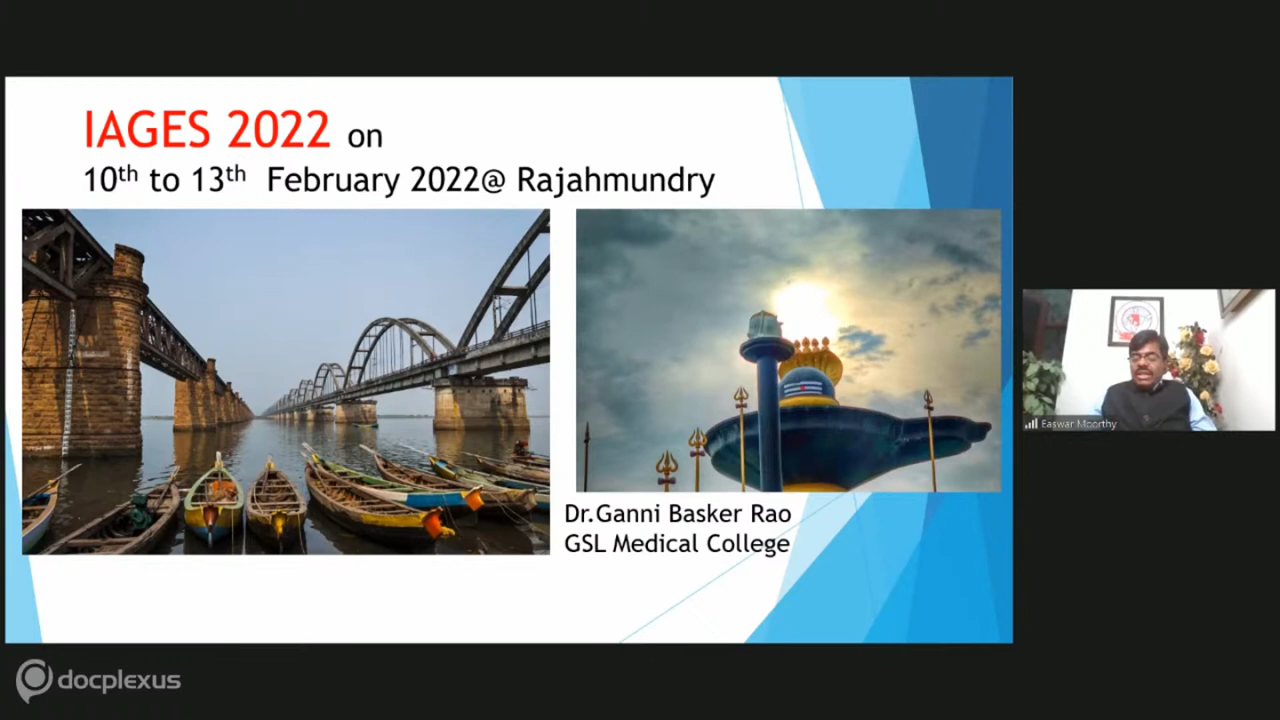 IAGES 2022 on
10th to 13th February 2022@ Rajahmundry
Dr.Ganni Basker Rao
GSL Medical College
Easwar Moorthy
docplexus